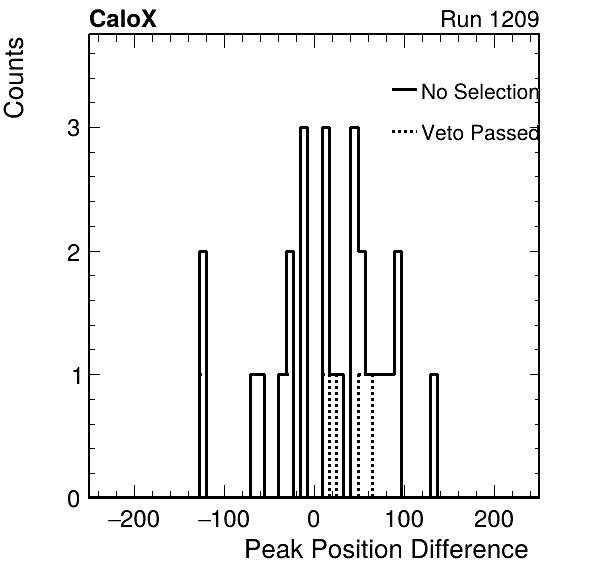 CaloX Run 1209
Counts
No Selection
Veto Passed
3
2
1
0
−200 −100 0 100 200
Peak Position Difference